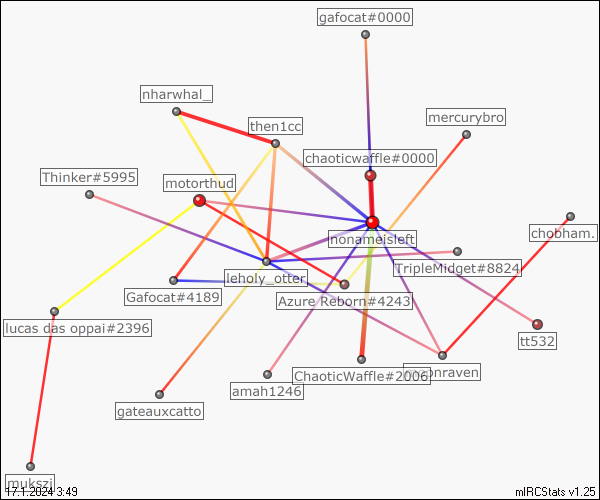 gafocat#0000
nharwhal_
mercurybro
then1cc
chaoticwaffle#0000
Thinker#5995
motorthud
chobham.
nonameisleft
TripleMidget#8824
leholy_otter
Gafocat#4189
Azure Reborn#4243
lucas das oppai#2396
tt532
ChaoticWaffle#2006
amah1246
gateauxcatto
mukszi
17.1.2024 3:49
mIRCStats v1.25